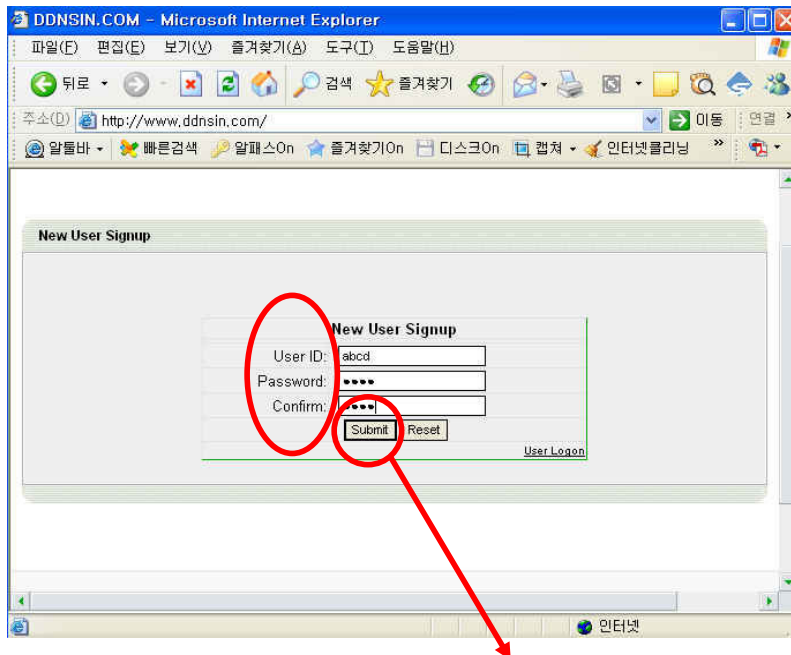 DDNSIN.COM - Microsoft Internet Explorer
파일(F) 편집(E) 보기(V) 즐겨찾기(A) 도구(T) 도움말(H)
뒤로 검색 즐겨찾기
주소(D) http://www.ddnsin.com/ 이동 연결 »
알툴바 빠른검색 알패스On 즐겨찾기On 디스크On 캡쳐 인터넷클리닝 »
New User Signup
New User Signup
User ID: abcd
Password: ••••
Confirm: ••••
Submit Reset
User Logon
인터넷